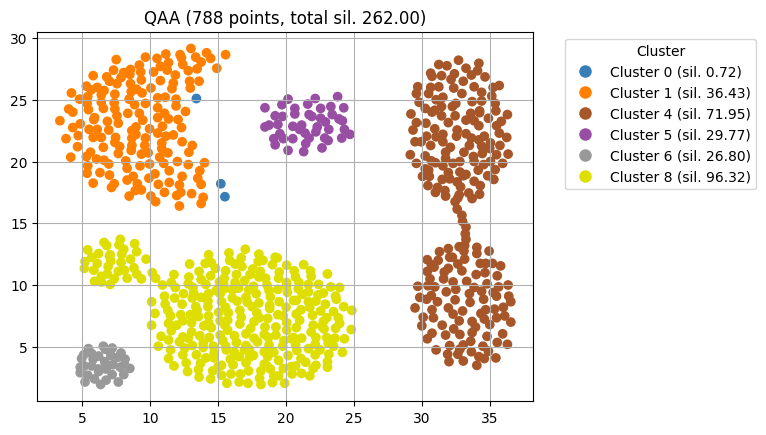 QAA (788 points, total sil. 262.00)
30
25
20
15
10
5
5 10 15 20 25 30 35
Cluster
Cluster 0 (sil. 0.72)
Cluster 1 (sil. 36.43)
Cluster 4 (sil. 71.95)
Cluster 5 (sil. 29.77)
Cluster 6 (sil. 26.80)
Cluster 8 (sil. 96.32)